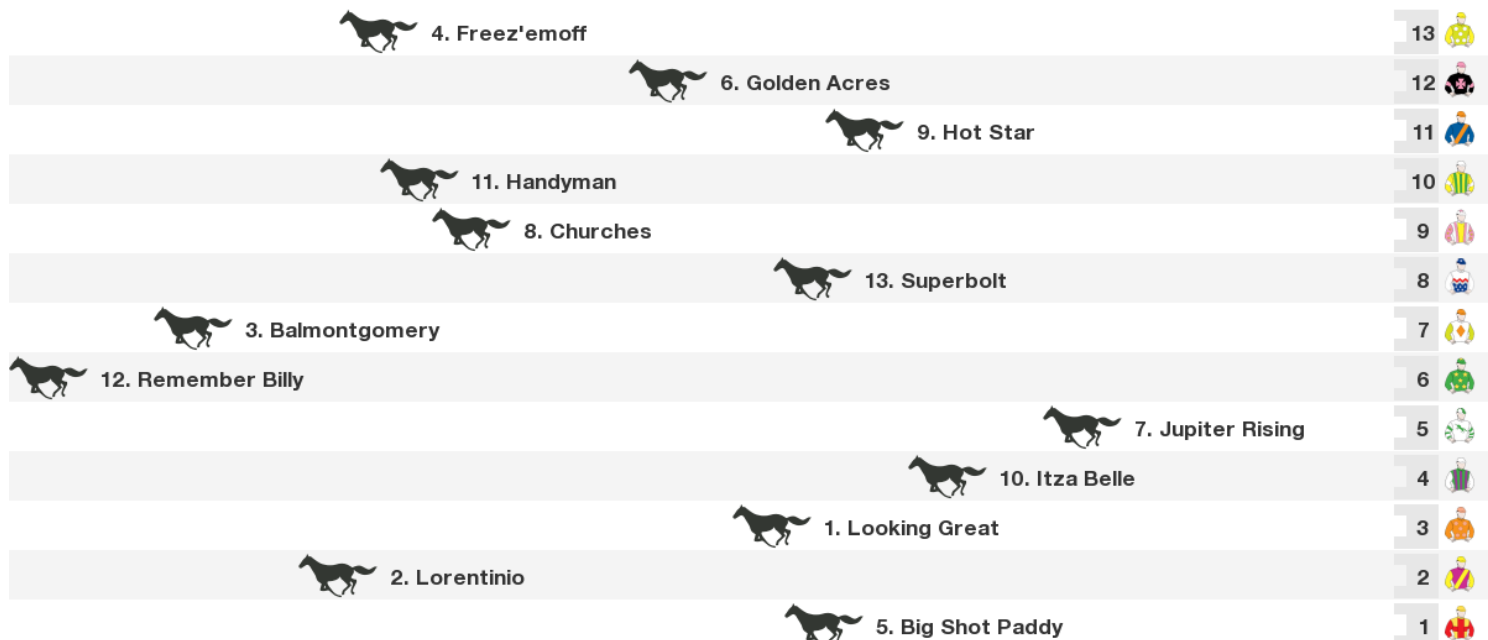 4. Freez'emoff 13
6. Golden Acres 12
9. Hot Star 11
11. Handyman 10
8. Churches 9
13. Superbolt 8
3. Balmontgomery 7
12. Remember Billy 6
7. Jupiter Rising 5
10. Itza Belle 4
1. Looking Great 3
2. Lorentinio 2
5. Big Shot Paddy 1